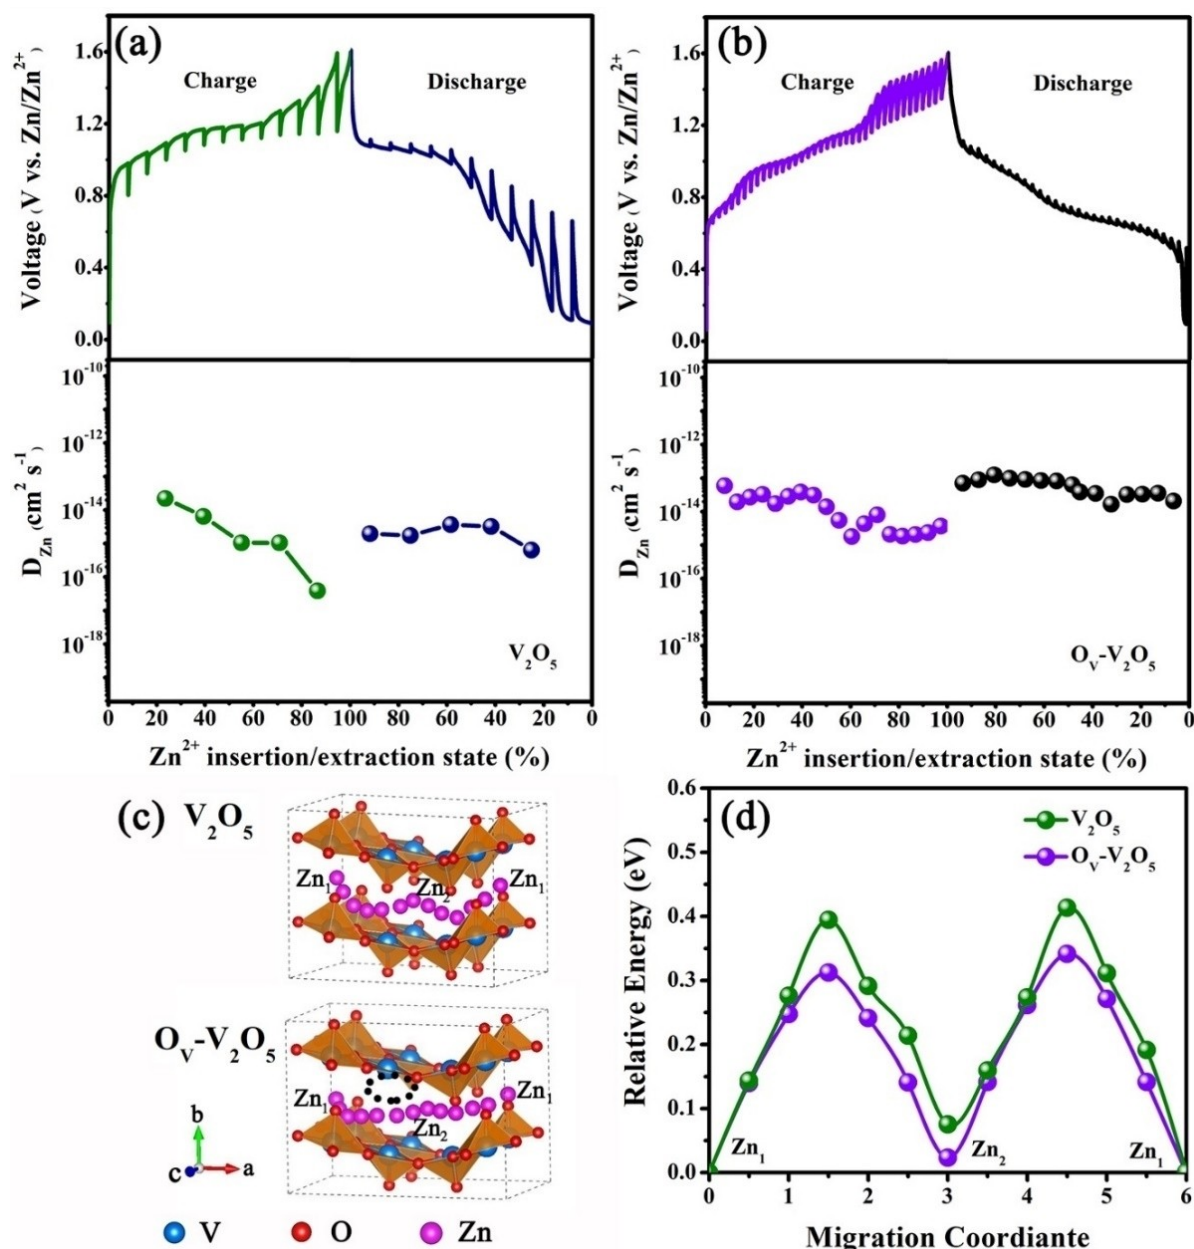 (a)
Voltage (V vs. Zn/Zn²⁺)
1.6
1.2
0.8
0.4
0.0
Charge
Discharge
D_Zn (cm² s⁻¹)
10⁻¹⁰
10⁻¹²
10⁻¹⁴
10⁻¹⁶
10⁻¹⁸
V₂O₅
0 20 40 60 80 100 80 60 40 20 0
Zn²⁺ insertion/extraction state (%)
(b)
Voltage (V vs. Zn/Zn²⁺)
1.6
1.2
0.8
0.4
0.0
Charge
Discharge
D_Zn (cm² s⁻¹)
10⁻¹⁰
10⁻¹²
10⁻¹⁴
10⁻¹⁶
10⁻¹⁸
O_V-V₂O₅
0 20 40 60 80 100 80 60 40 20 0
Zn²⁺ insertion/extraction state (%)
(c)
V₂O₅
Zn₁ Zn₂ Zn₁
O_V-V₂O₅
Zn₁ Zn₂ Zn₁
b
c a
V O Zn
(d)
Relative Energy (eV)
0.6
0.5
0.4
0.3
0.2
0.1
0.0
V₂O₅
O_V-V₂O₅
Zn₁ Zn₂ Zn₁
0 1 2 3 4 5 6
Migration Coordiante